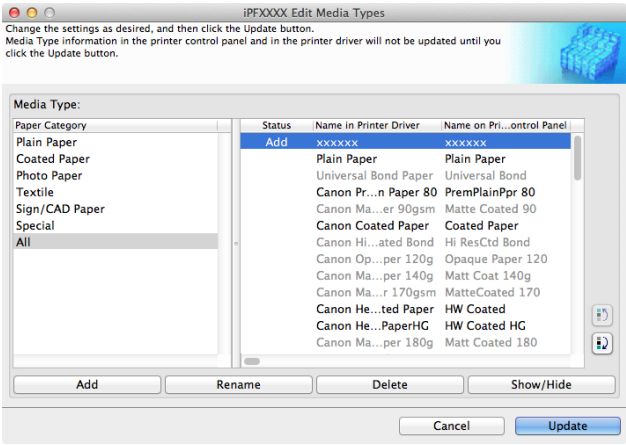 iPFXXXX Edit Media Types
Change the settings as desired, and then click the Update button.
Media Type information in the printer control panel and in the printer driver will not be updated until you
click the Update button.
Media Type:
Paper Category
Plain Paper
Coated Paper
Photo Paper
Textile
Sign/CAD Paper
Special
All
Status Name in Printer Driver Name on Pri...ontrol Panel
Add xxxxxx xxxxxx
Plain Paper Plain Paper
Universal Bond Paper Universal Bond
Canon Pr...n Paper 80 PremPlainPpr 80
Canon Ma...er 90gsm Matte Coated 90
Canon Coated Paper Coated Paper
Canon Hi...ated Bond Hi ResCtd Bond
Canon Op...per 120g Opaque Paper 120
Canon Ma...per 140g Matt Coat 140g
Canon Ma...r 170gsm MatteCoated 170
Canon He...ted Paper HW Coated
Canon He...PaperHG HW Coated HG
Canon Ma...per 180g Matt Coated 180
Add Rename Delete Show/Hide
Cancel Update